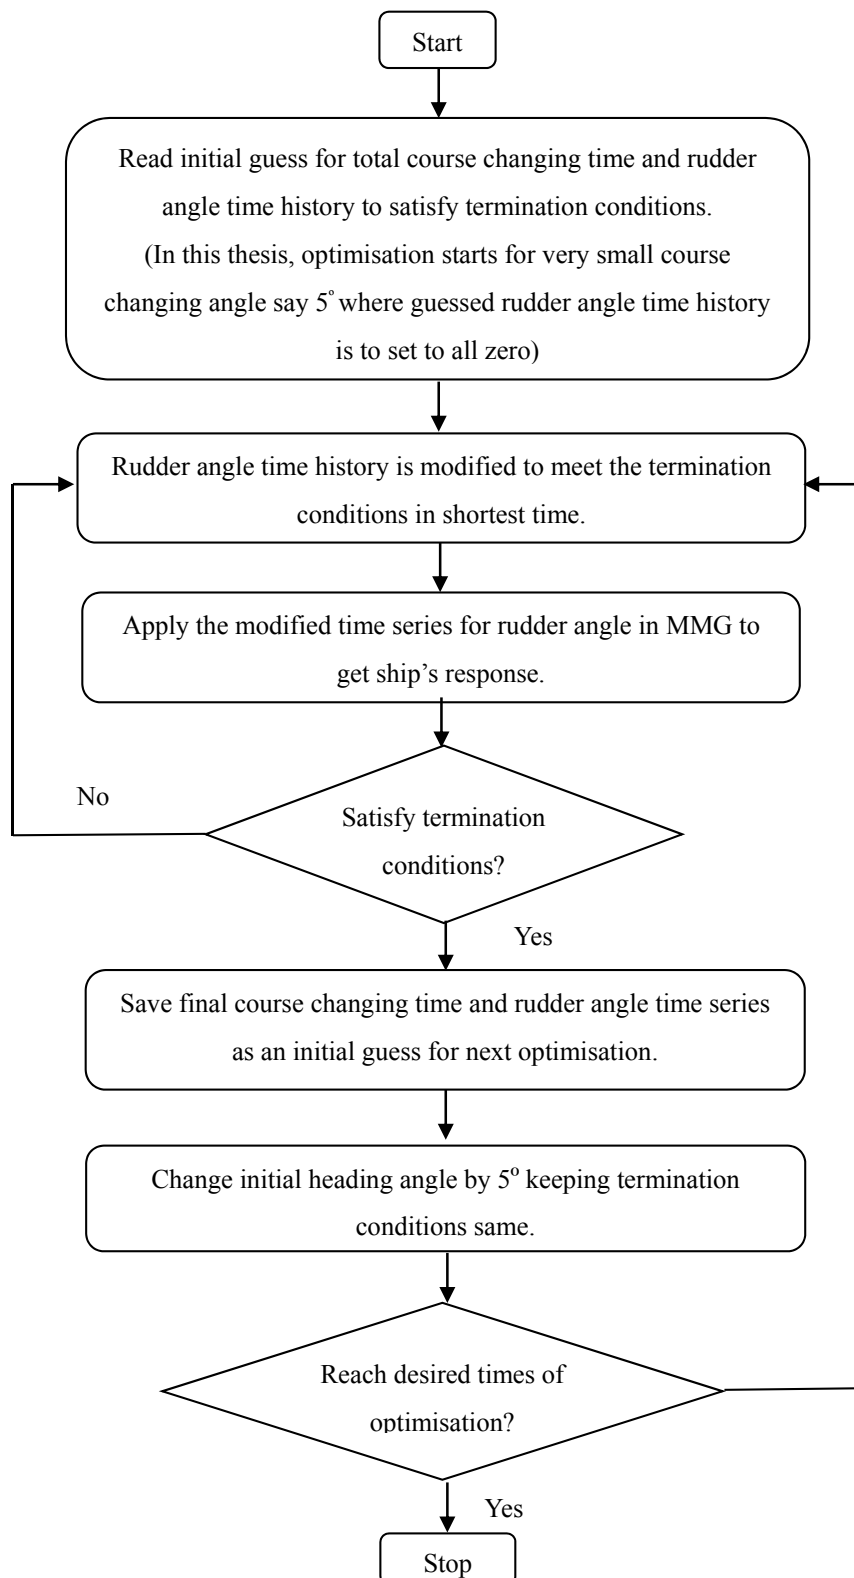 Start
Read initial guess for total course changing time and rudder
angle time history to satisfy termination conditions.
(In this thesis, optimisation starts for very small course
changing angle say 5° where guessed rudder angle time history
is to set to all zero)
Rudder angle time history is modified to meet the termination
conditions in shortest time.
Apply the modified time series for rudder angle in MMG to
get ship’s response.
No
Satisfy termination
conditions?
Yes
Save final course changing time and rudder angle time series
as an initial guess for next optimisation.
Change initial heading angle by 5° keeping termination
conditions same.
Reach desired times of
optimisation?
Yes
Stop